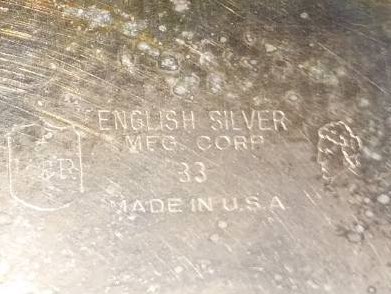 ENGLISH SILVER
MFG. CORP
33
MADE IN U.S.A